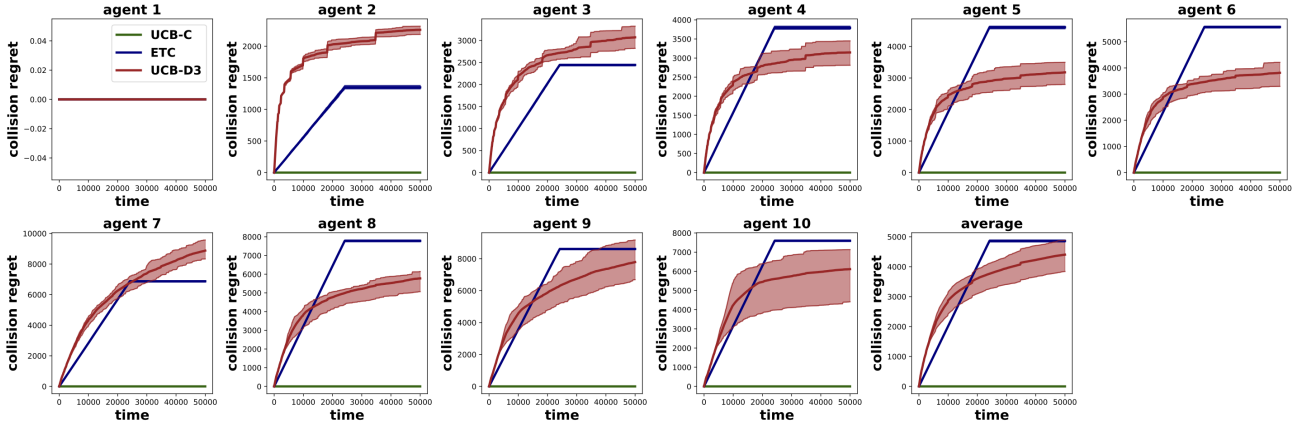 agent 1
agent 2
agent 3
agent 4
agent 5
agent 6
collision regret
0.04
0.02
0.00
−0.02
−0.04
UCB-C
ETC
UCB-D3
0 10000 20000 30000 40000 50000
time
collision regret
2000
1500
1000
500
0
0 10000 20000 30000 40000 50000
time
collision regret
3000
2500
2000
1500
1000
500
0
0 10000 20000 30000 40000 50000
time
collision regret
4000
3500
3000
2500
2000
1500
1000
500
0
0 10000 20000 30000 40000 50000
time
collision regret
4000
3000
2000
1000
0
0 10000 20000 30000 40000 50000
time
collision regret
5000
4000
3000
2000
1000
0
0 10000 20000 30000 40000 50000
time
agent 7
agent 8
agent 9
agent 10
average
collision regret
10000
8000
6000
4000
2000
0
0 10000 20000 30000 40000 50000
time
collision regret
8000
7000
6000
5000
4000
3000
2000
1000
0
0 10000 20000 30000 40000 50000
time
collision regret
8000
6000
4000
2000
0
0 10000 20000 30000 40000 50000
time
collision regret
8000
7000
6000
5000
4000
3000
2000
1000
0
0 10000 20000 30000 40000 50000
time
collision regret
5000
4000
3000
2000
1000
0
0 10000 20000 30000 40000 50000
time